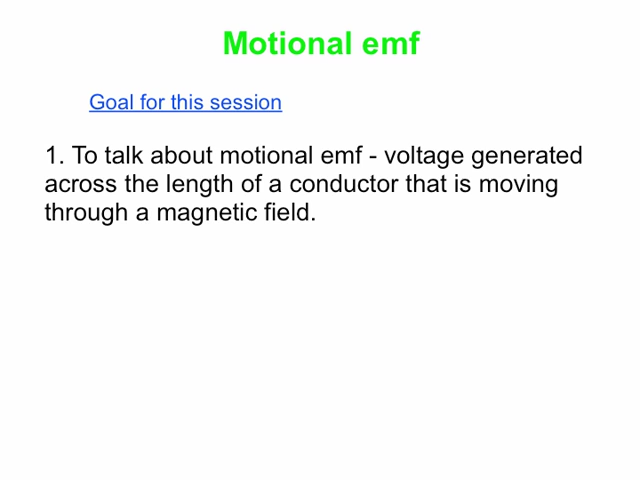 Motional emf
Goal for this session
1. To talk about motional emf - voltage generated
across the length of a conductor that is moving
through a magnetic field.